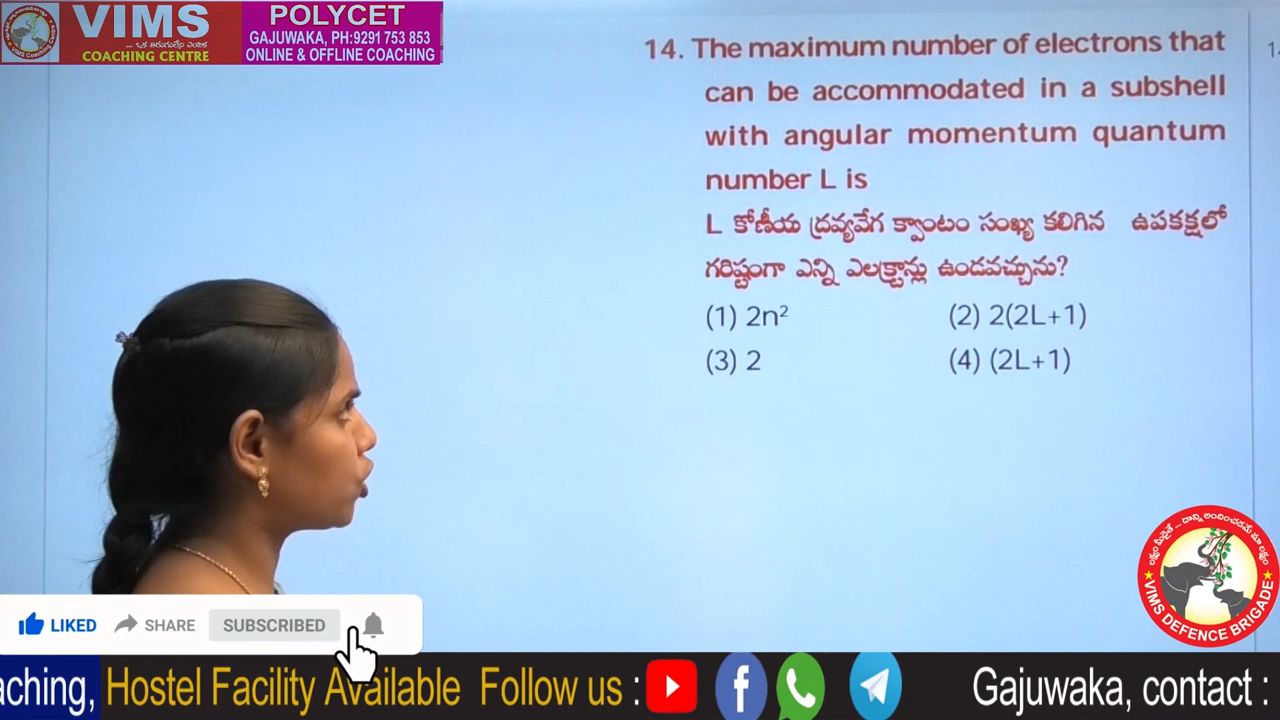 VIMS
... ఒక తిరుగులేని ఎంపిక
COACHING CENTRE
POLYCET
GAJUWAKA, PH:9291 753 853
ONLINE & OFFLINE COACHING
14. The maximum number of electrons that
can be accommodated in a subshell
with angular momentum quantum
number L is
L కోణీయ ద్రవ్యవేగ క్వాంటం సంఖ్య కలిగిన ఉపకక్షలో
గరిష్టంగా ఎన్ని ఎలక్ట్రాన్లు ఉండవచ్చును?
(1) 2n² (2) 2(2L+1)
(3) 2 (4) (2L+1)
VIMS DEFENCE BRIGADE
LIKED SHARE SUBSCRIBED
aching, Hostel Facility Available Follow us : Gajuwaka, contact :